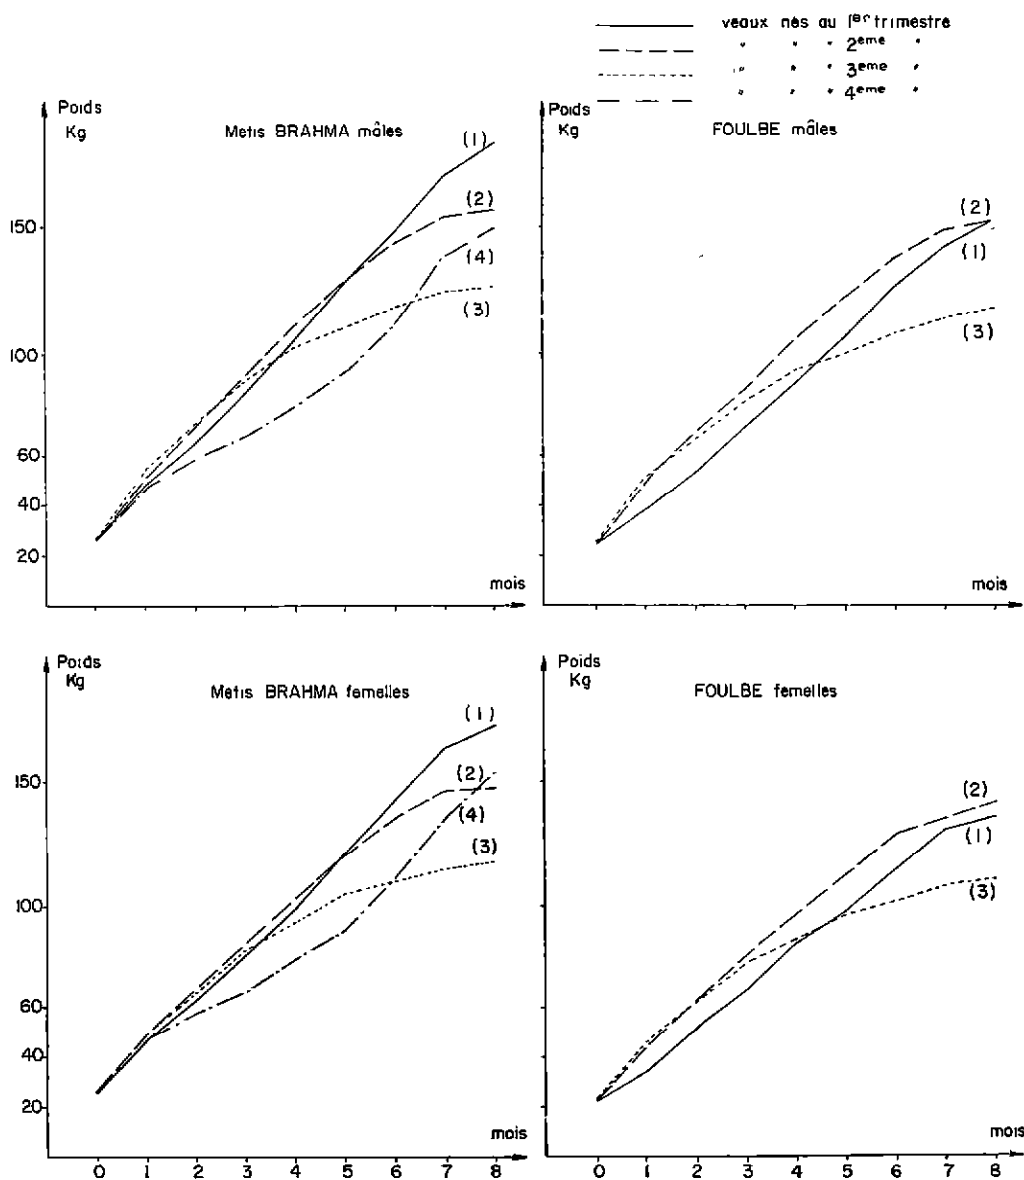 veaux nés au 1er trimestre
" " " 2eme "
" " " 3eme "
" " " 4eme "
Poids
Kg
Metis BRAHMA mâles
(1)
(2)
150
(4)
(3)
100
60
40
20
mois
Poids
Kg
FOULBE mâles
(2)
(1)
(3)
mois
Poids
Kg
Metis BRAHMA femelles
(1)
150
(2)
(4)
(3)
100
60
40
20
mois
0 1 2 3 4 5 6 7 8
Poids
Kg
FOULBE femelles
(2)
(1)
(3)
mois
0 1 2 3 4 5 6 7 8